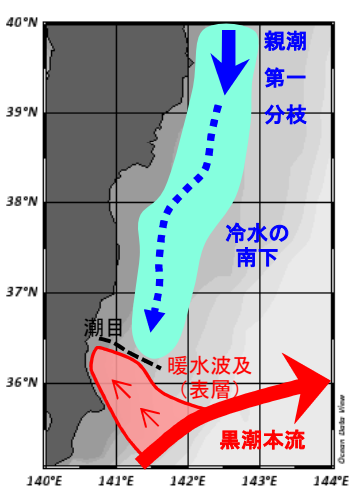 40°N
39°N
38°N
37°N
36°N
140°E
141°E
142°E
143°E
144°E
親潮
第一
分枝
冷水の
南下
潮目
暖水波及
(表層)
黒潮本流
Ocean Data View